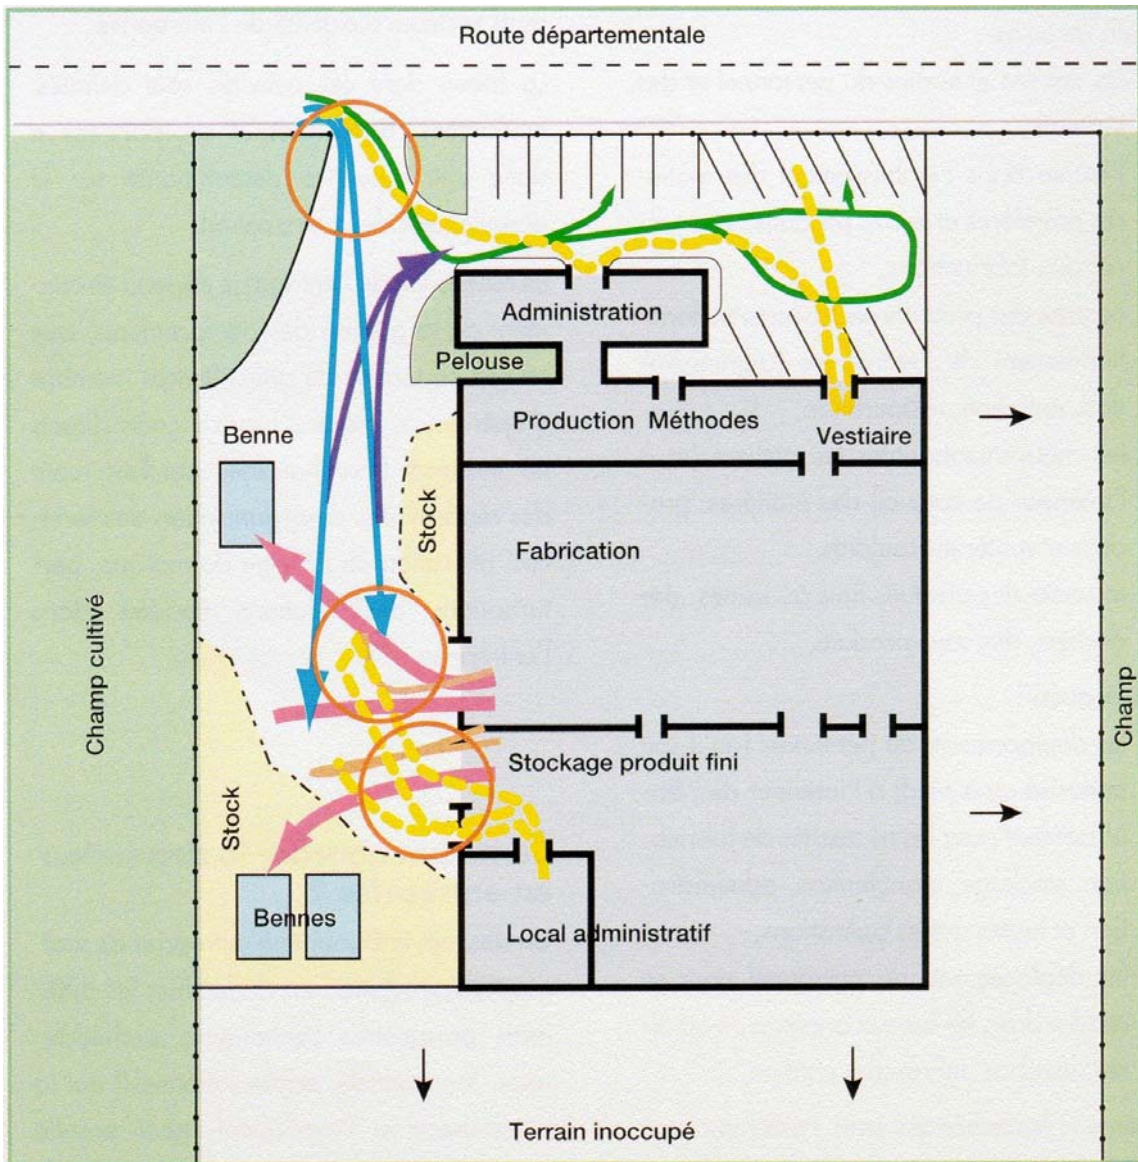 Route départementale
Administration
Pelouse
Production Méthodes
Vestiaire
Benne
Stock
Fabrication
Champ cultivé
Champ
Stockage produit fini
Stock
Bennes
Local administratif
Terrain inoccupé